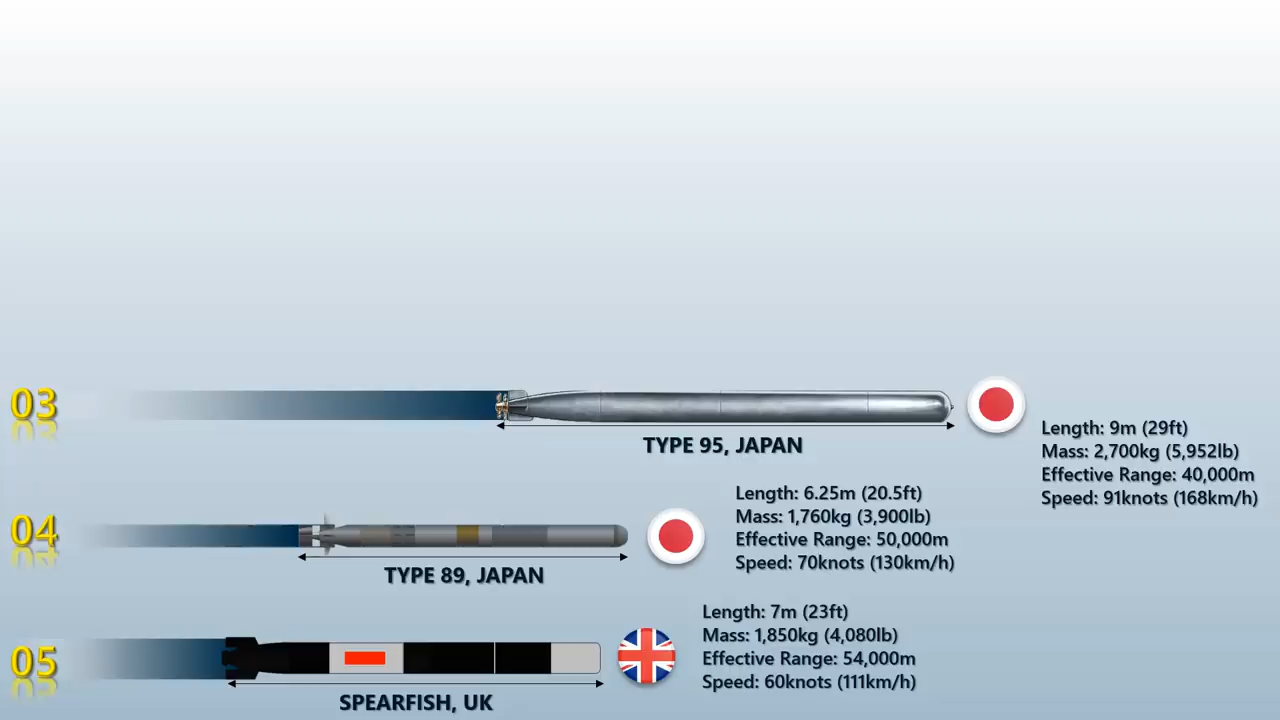 03
TYPE 95, JAPAN
Length: 9m (29ft)
Mass: 2,700kg (5,952lb)
Effective Range: 40,000m
Speed: 91knots (168km/h)
04
TYPE 89, JAPAN
Length: 6.25m (20.5ft)
Mass: 1,760kg (3,900lb)
Effective Range: 50,000m
Speed: 70knots (130km/h)
05
SPEARFISH, UK
Length: 7m (23ft)
Mass: 1,850kg (4,080lb)
Effective Range: 54,000m
Speed: 60knots (111km/h)